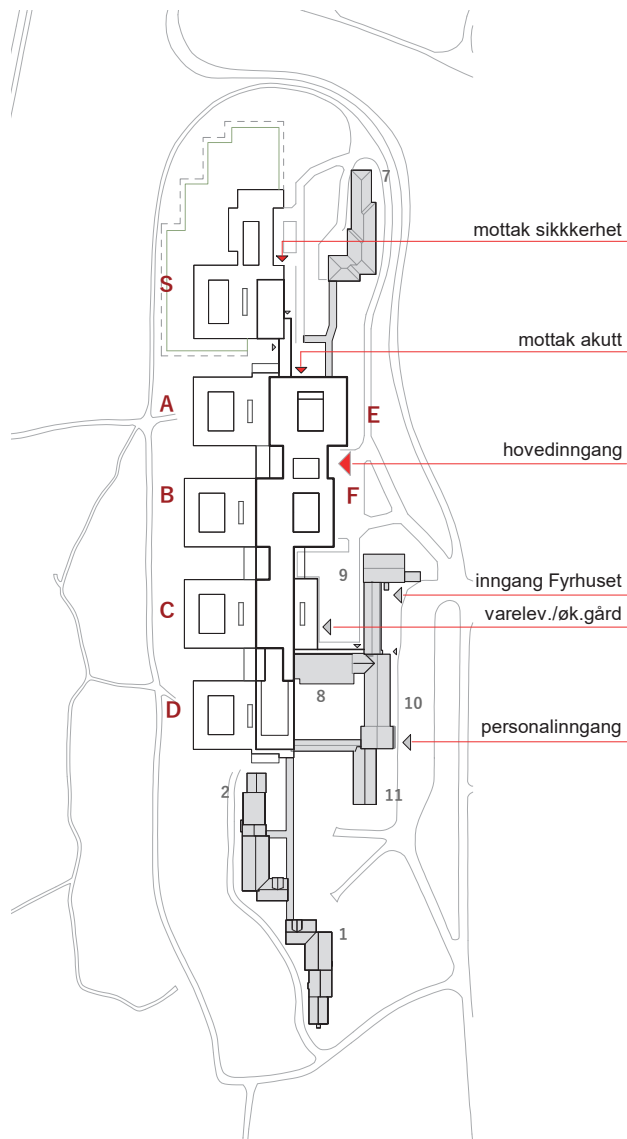 7
mottak sikkkerhet
S
mottak akutt
A
E
hovedinngang
B
F
9
inngang Fyrhuset
C
varelev./øk.gård
8
10
D
personalinngang
2
11
1